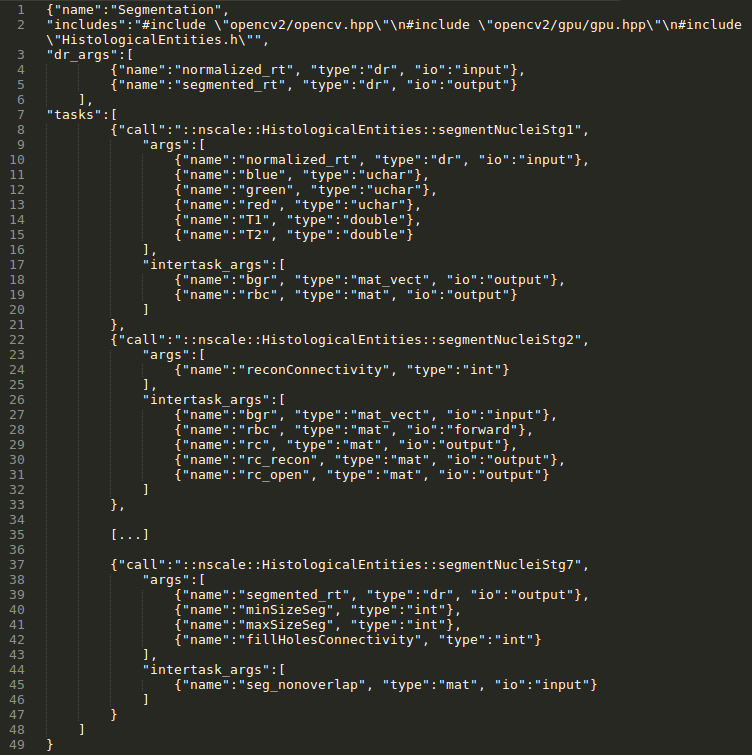 1 {"name":"Segmentation",
2 "includes":"#include \"opencv2/opencv.hpp\"\n#include \"opencv2/gpu/gpu.hpp\"\n#include
\"HistologicalEntities.h\"",
3 "dr_args":[
4 {"name":"normalized_rt", "type":"dr", "io":"input"},
5 {"name":"segmented_rt", "type":"dr", "io":"output"}
6 ],
7 "tasks":[
8 {"call":"::nscale::HistologicalEntities::segmentNucleiStg1",
9 "args":[
10 {"name":"normalized_rt", "type":"dr", "io":"input"},
11 {"name":"blue", "type":"uchar"},
12 {"name":"green", "type":"uchar"},
13 {"name":"red", "type":"uchar"},
14 {"name":"T1", "type":"double"},
15 {"name":"T2", "type":"double"}
16 ],
17 "intertask_args":[
18 {"name":"bgr", "type":"mat_vect", "io":"output"},
19 {"name":"rbc", "type":"mat", "io":"output"}
20 ]
21 },
22 {"call":"::nscale::HistologicalEntities::segmentNucleiStg2",
23 "args":[
24 {"name":"reconConnectivity", "type":"int"}
25 ],
26 "intertask_args":[
27 {"name":"bgr", "type":"mat_vect", "io":"input"},
28 {"name":"rbc", "type":"mat", "io":"forward"},
29 {"name":"rc", "type":"mat", "io":"output"},
30 {"name":"rc_recon", "type":"mat", "io":"output"},
31 {"name":"rc_open", "type":"mat", "io":"output"}
32 ]
33 },
34
35 [...]
36
37 {"call":"::nscale::HistologicalEntities::segmentNucleiStg7",
38 "args":[
39 {"name":"segmented_rt", "type":"dr", "io":"output"},
40 {"name":"minSizeSeg", "type":"int"},
41 {"name":"maxSizeSeg", "type":"int"},
42 {"name":"fillHolesConnectivity", "type":"int"}
43 ],
44 "intertask_args":[
45 {"name":"seg_nonoverlap", "type":"mat", "io":"input"}
46 ]
47 }
48 ]
49 }